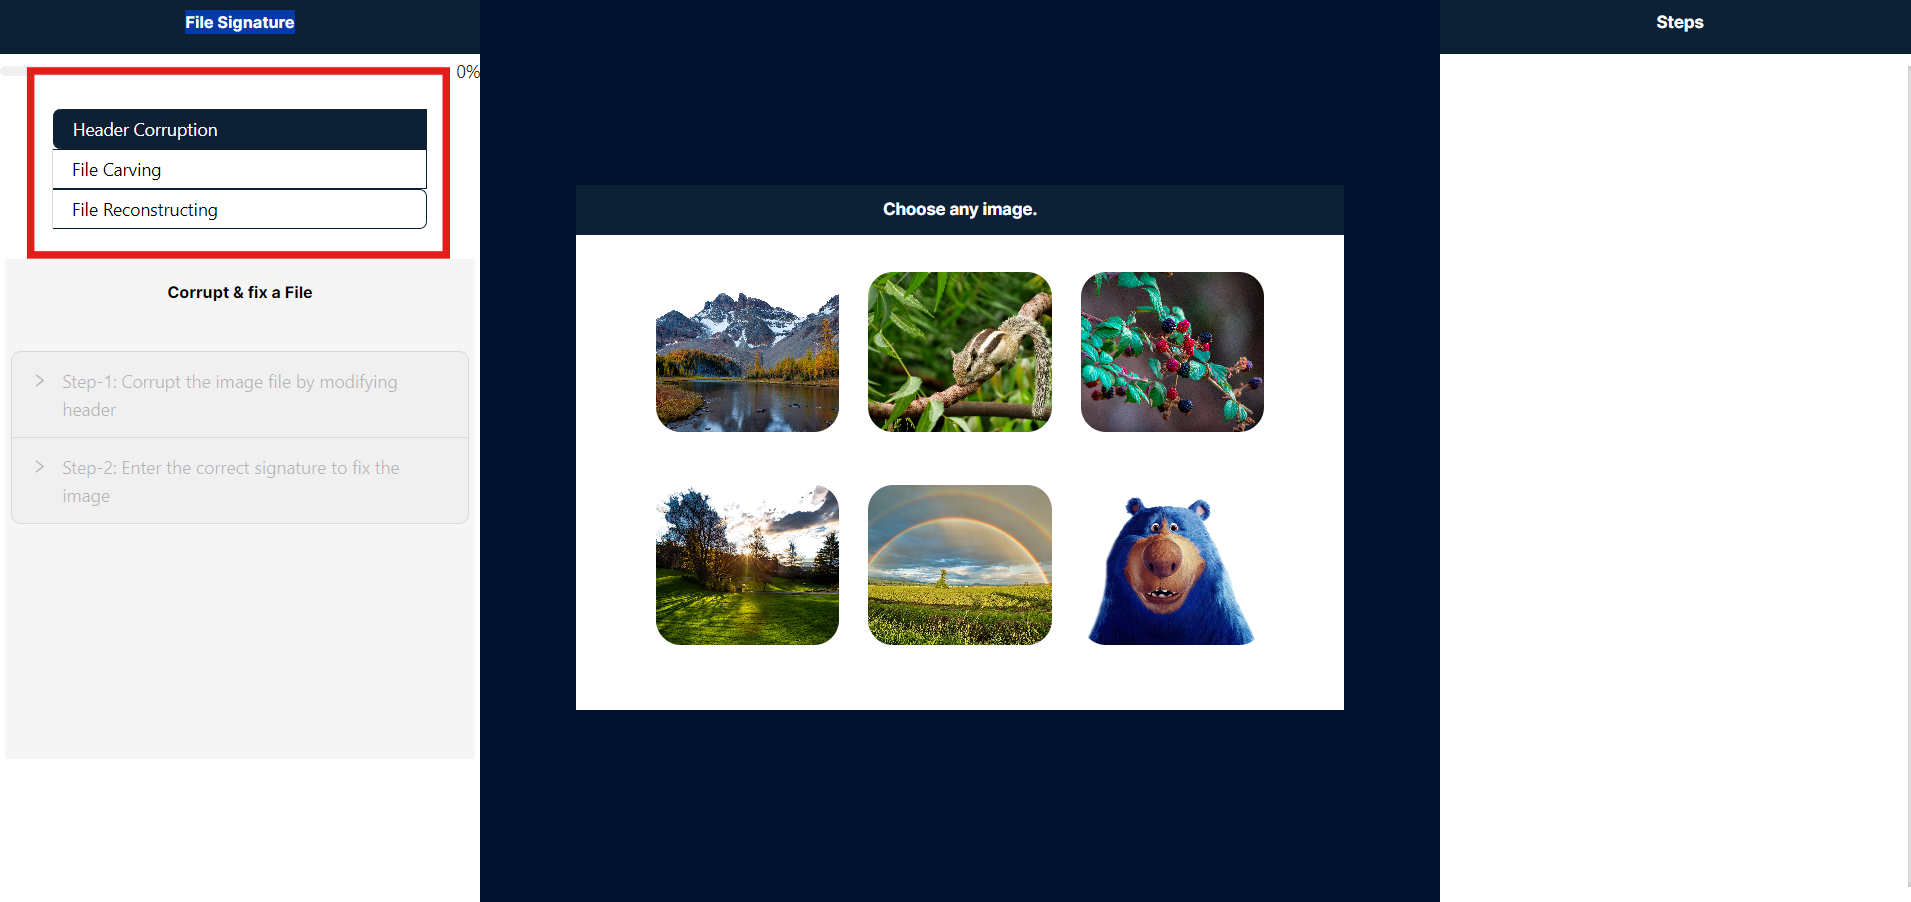 File Signature
0%
Header Corruption
File Carving
File Reconstructing
Corrupt & fix a File
Step-1: Corrupt the image file by modifying
header
Step-2: Enter the correct signature to fix the
image
Choose any image.
Steps